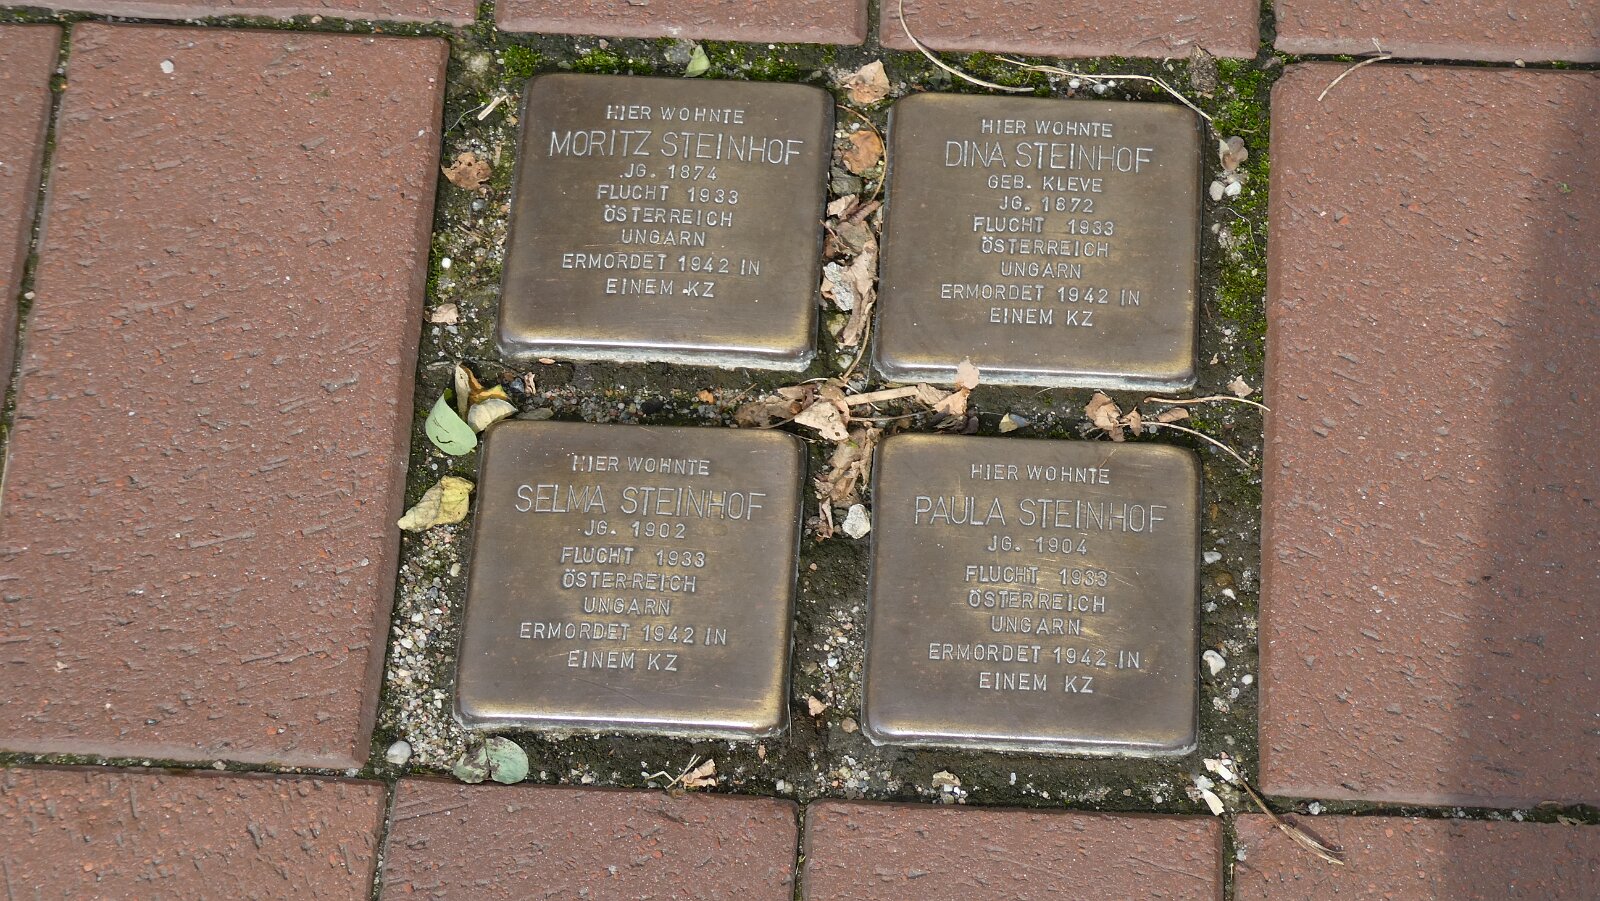 HIER WOHNTE
MORITZ STEINHOF
JG. 1874
FLUCHT 1933
ÖSTERREICH
UNGARN
ERMORDET 1942 IN
EINEM KZ
HIER WOHNTE
DINA STEINHOF
GEB. KLEVE
JG. 1872
FLUCHT 1933
ÖSTERREICH
UNGARN
ERMORDET 1942 IN
EINEM KZ
HIER WOHNTE
SELMA STEINHOF
JG. 1902
FLUCHT 1933
ÖSTERREICH
UNGARN
ERMORDET 1942 IN
EINEM KZ
HIER WOHNTE
PAULA STEINHOF
JG. 1904
FLUCHT 1933
ÖSTERREICH
UNGARN
ERMORDET 1942 IN
EINEM KZ